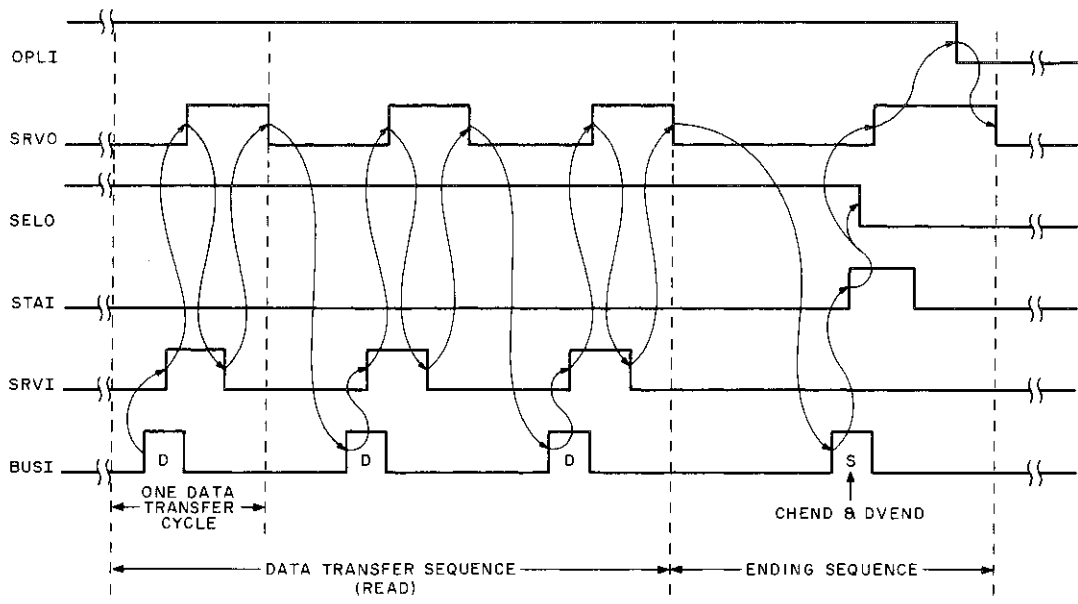 OPLI
SRVO
SELO
STAI
SRVI
BUSI
D
D
D
S
ONE DATA
TRANSFER
CYCLE
CHEND & DVEND
DATA TRANSFER SEQUENCE
(READ)
ENDING SEQUENCE